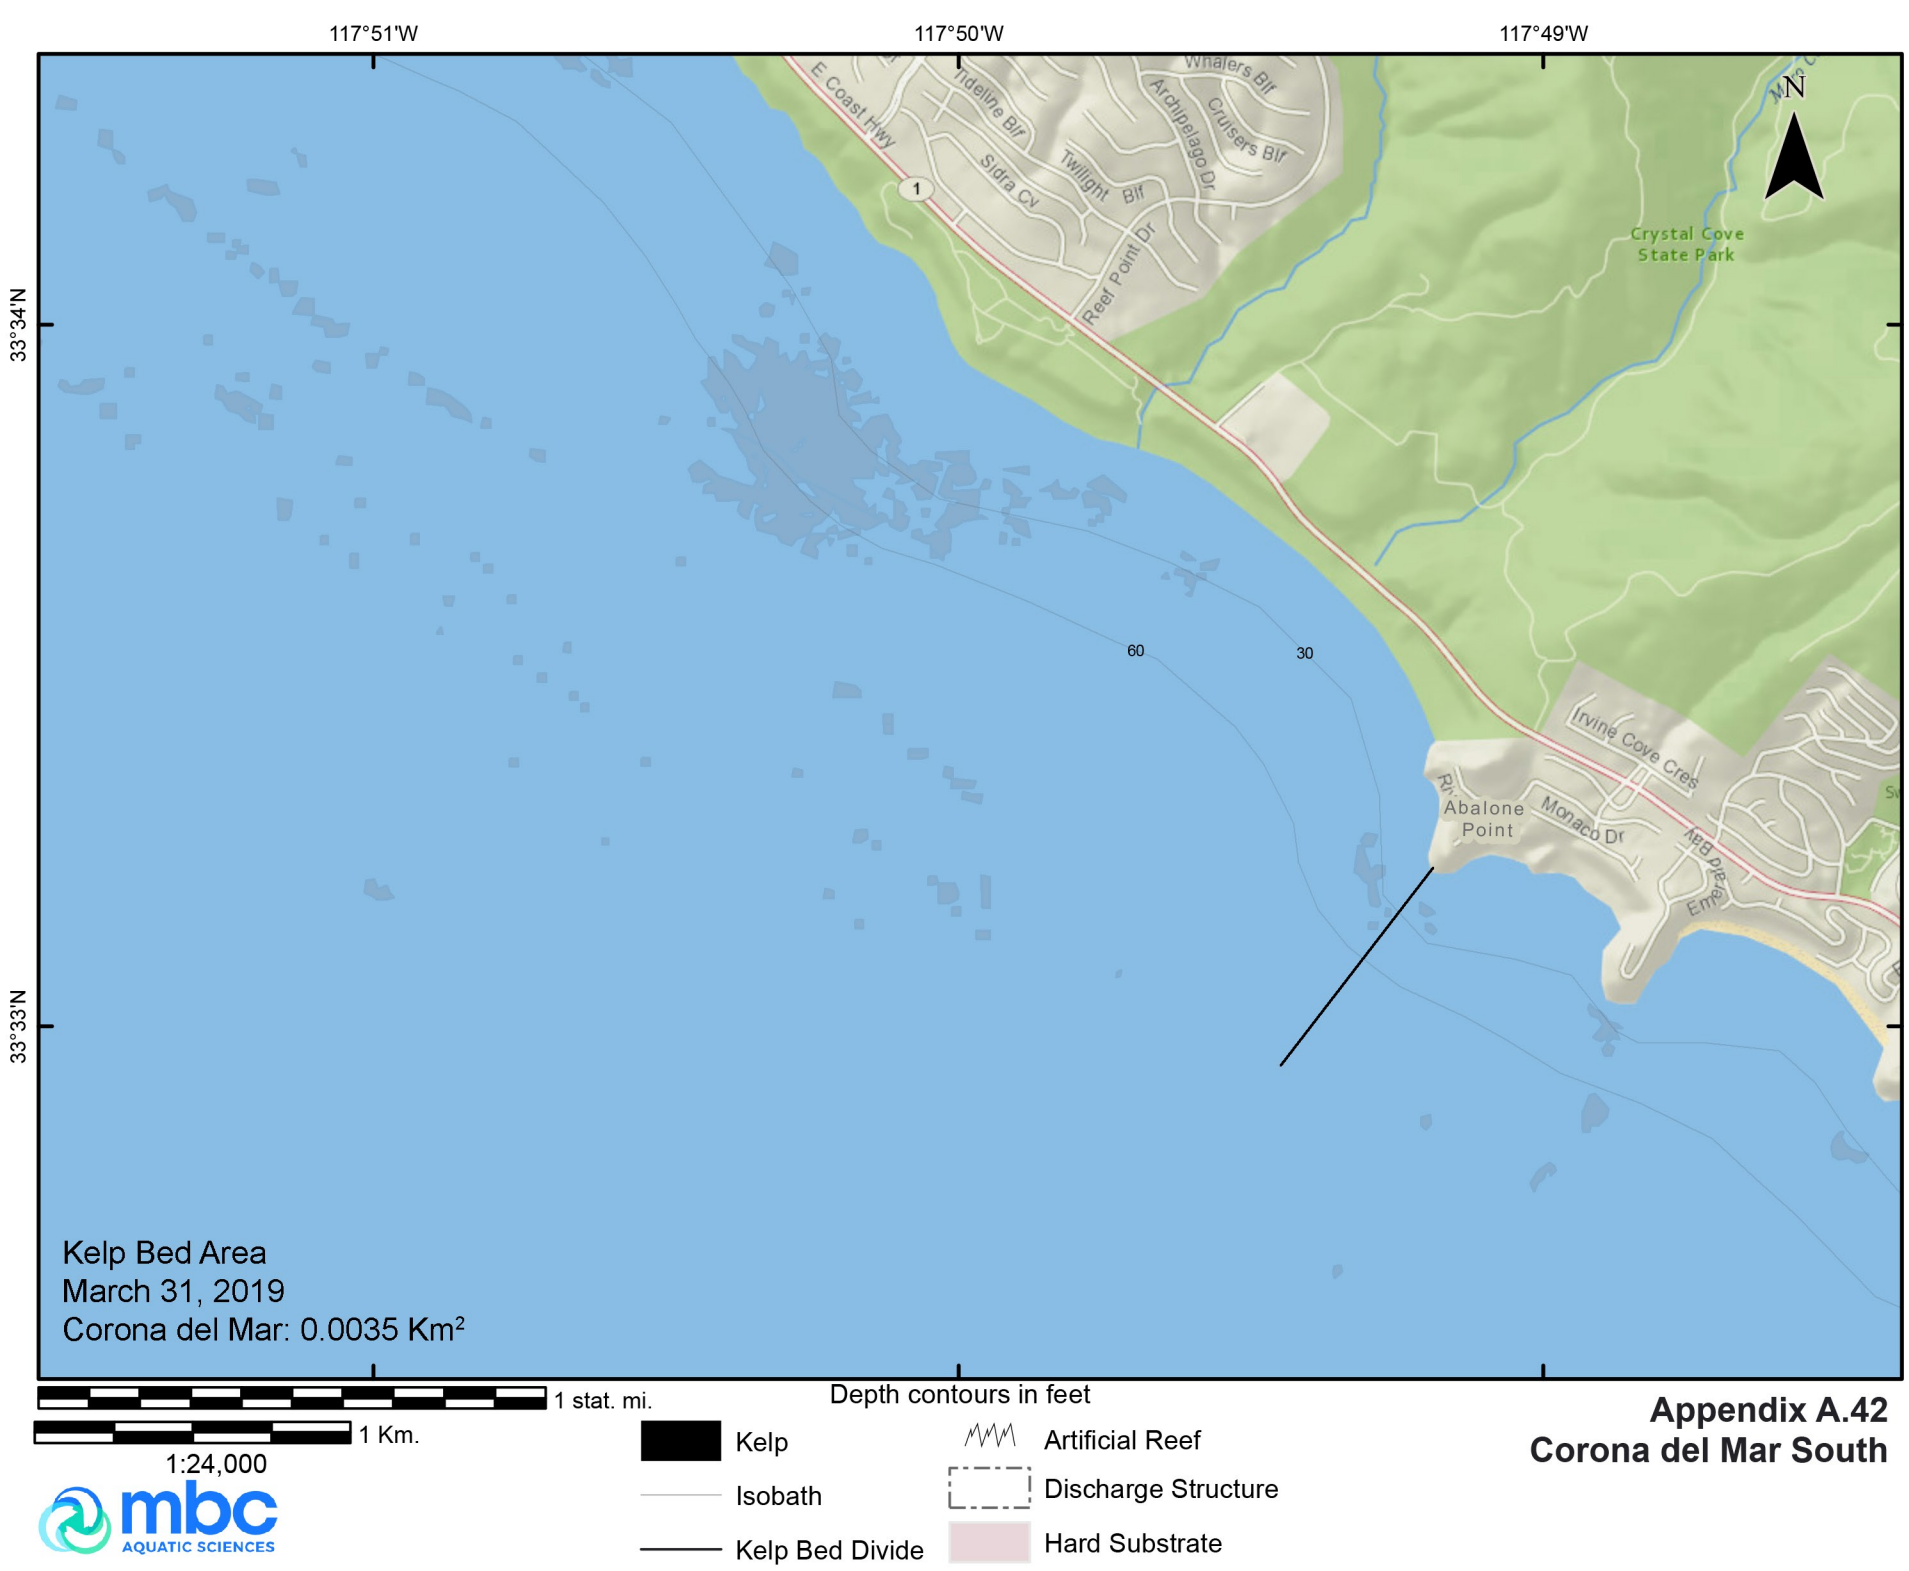 117°51'W
117°50'W
117°49'W
33°34'N
33°33'N
N
E Coast Hwy
Tideline Blf
Whalers Blf
Archipelago Dr
Cruisers Blf
Sidra Cv
Twilight Blf
1
Reef Point Dr
Crystal Cove
State Park
60
30
Irvine Cove Cres
Abalone
Point
Monaco Dr
Emerald Bay
Kelp Bed Area
March 31, 2019
Corona del Mar: 0.0035 Km²
1 stat. mi.
1 Km.
1:24,000
mbc
AQUATIC SCIENCES
Depth contours in feet
Kelp
Isobath
Kelp Bed Divide
Artificial Reef
Discharge Structure
Hard Substrate
Appendix A.42
Corona del Mar South